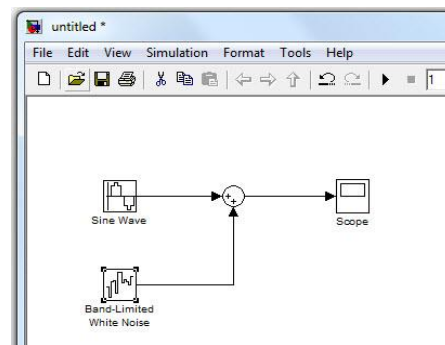 untitled *
File Edit View Simulation Format Tools Help
1
Sine Wave
Scope
Band-Limited
White Noise